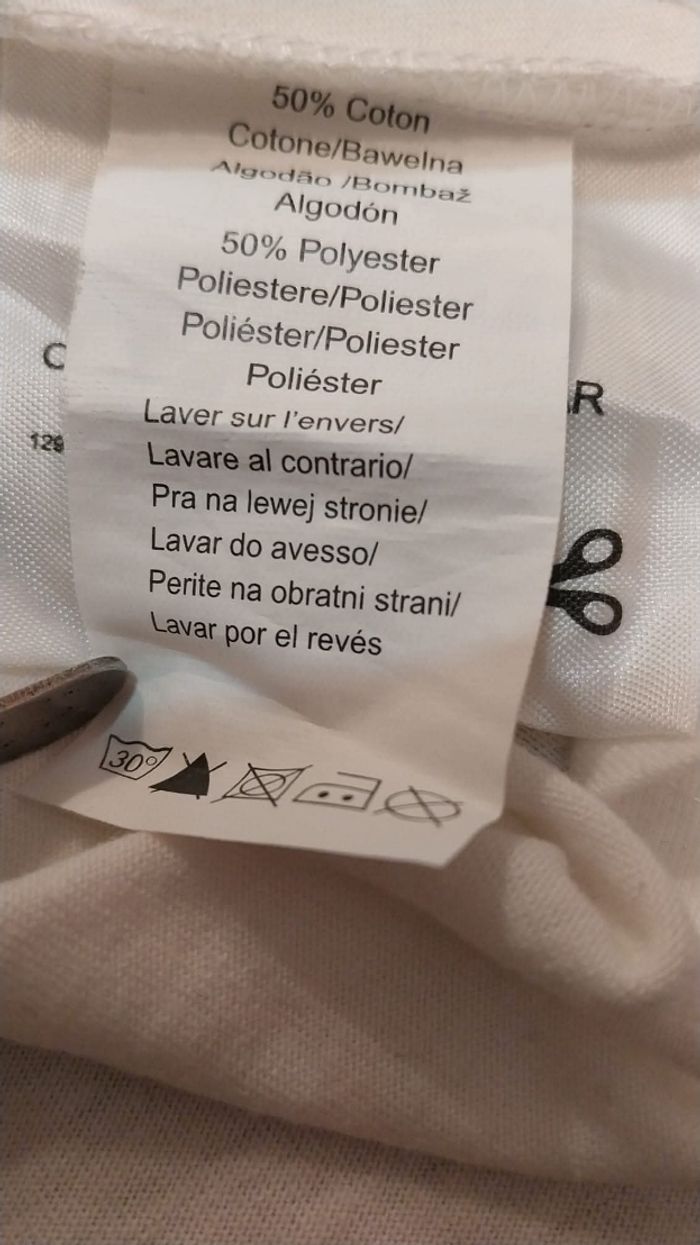 50% Coton
Cotone/Bawelna
Algodão /Bombaž
Algodón
50% Polyester
Poliestere/Poliester
Poliéster/Poliester
Poliéster
Laver sur l'envers/
Lavare al contrario/
Pra na lewej stronie/
Lavar do avesso/
Perite na obratni strani/
Lavar por el revés
30°